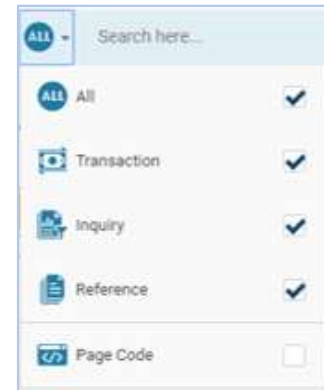 ALL Search here...
ALL All
Transaction
Inquiry
Reference
Page Code